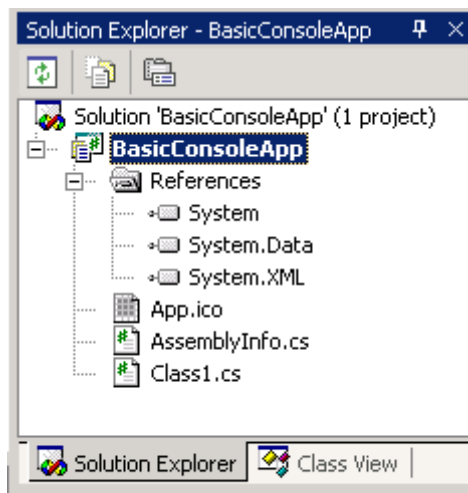 Solution Explorer - BasicConsoleApp
Solution 'BasicConsoleApp' (1 project)
BasicConsoleApp
References
System
System.Data
System.XML
App.ico
AssemblyInfo.cs
Class1.cs
Solution Explorer Class View